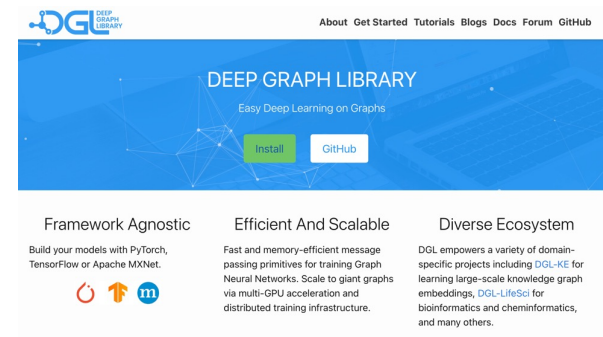 DGL DEEP
GRAPH
LIBRARY
About Get Started Tutorials Blogs Docs Forum GitHub
DEEP GRAPH LIBRARY
Easy Deep Learning on Graphs
Install GitHub
Framework Agnostic
Build your models with PyTorch,
TensorFlow or Apache MXNet.
m
Efficient And Scalable
Fast and memory-efficient message
passing primitives for training Graph
Neural Networks. Scale to giant graphs
via multi-GPU acceleration and
distributed training infrastructure.
Diverse Ecosystem
DGL empowers a variety of domain-
specific projects including DGL-KE for
learning large-scale knowledge graph
embeddings, DGL-LifeSci for
bioinformatics and cheminformatics,
and many others.